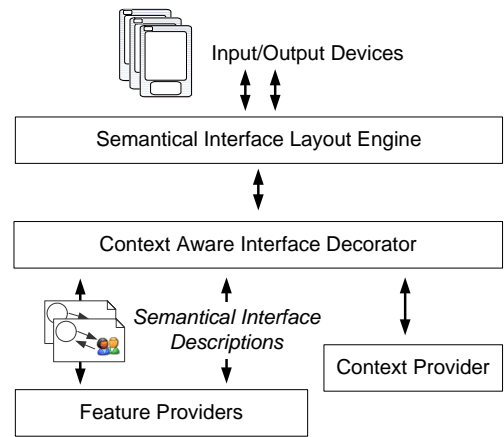 Input/Output Devices
Semantical Interface Layout Engine
Context Aware Interface Decorator
Semantical Interface
Descriptions
Context Provider
Feature Providers